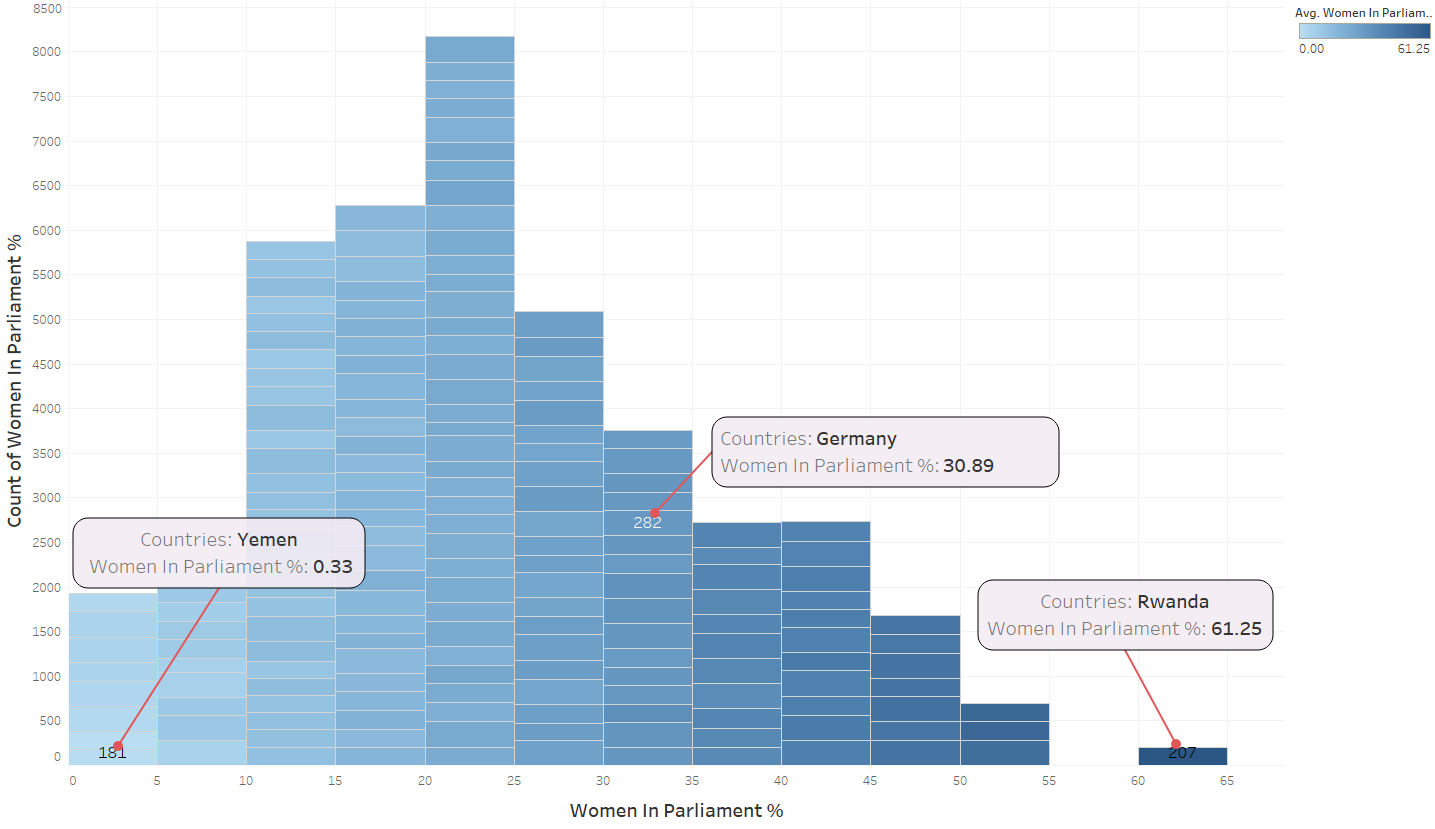 Avg. Women In Parliam..
0.00 61.25
Count of Women In Parliament %
8500
8000
7500
7000
6500
6000
5500
5000
4500
4000
3500
3000
2500
2000
1500
1000
500
0
Countries: Germany
Women In Parliament %: 30.89
282
Countries: Yemen
Women In Parliament %: 0.33
181
Countries: Rwanda
Women In Parliament %: 61.25
207
0 5 10 15 20 25 30 35 40 45 50 55 60 65
Women In Parliament %